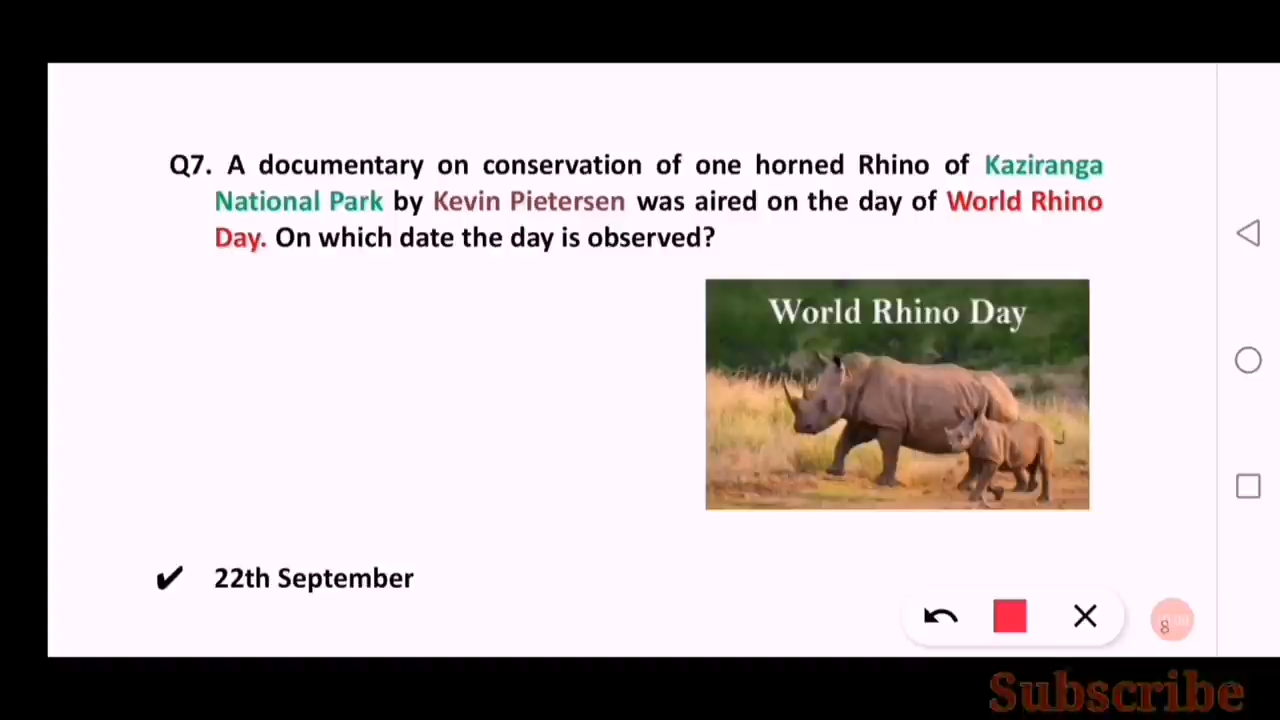 Q7. A documentary on conservation of one horned Rhino of Kaziranga
National Park by Kevin Pietersen was aired on the day of World Rhino
Day. On which date the day is observed?
World Rhino Day
✔ 22th September
8
Subscribe